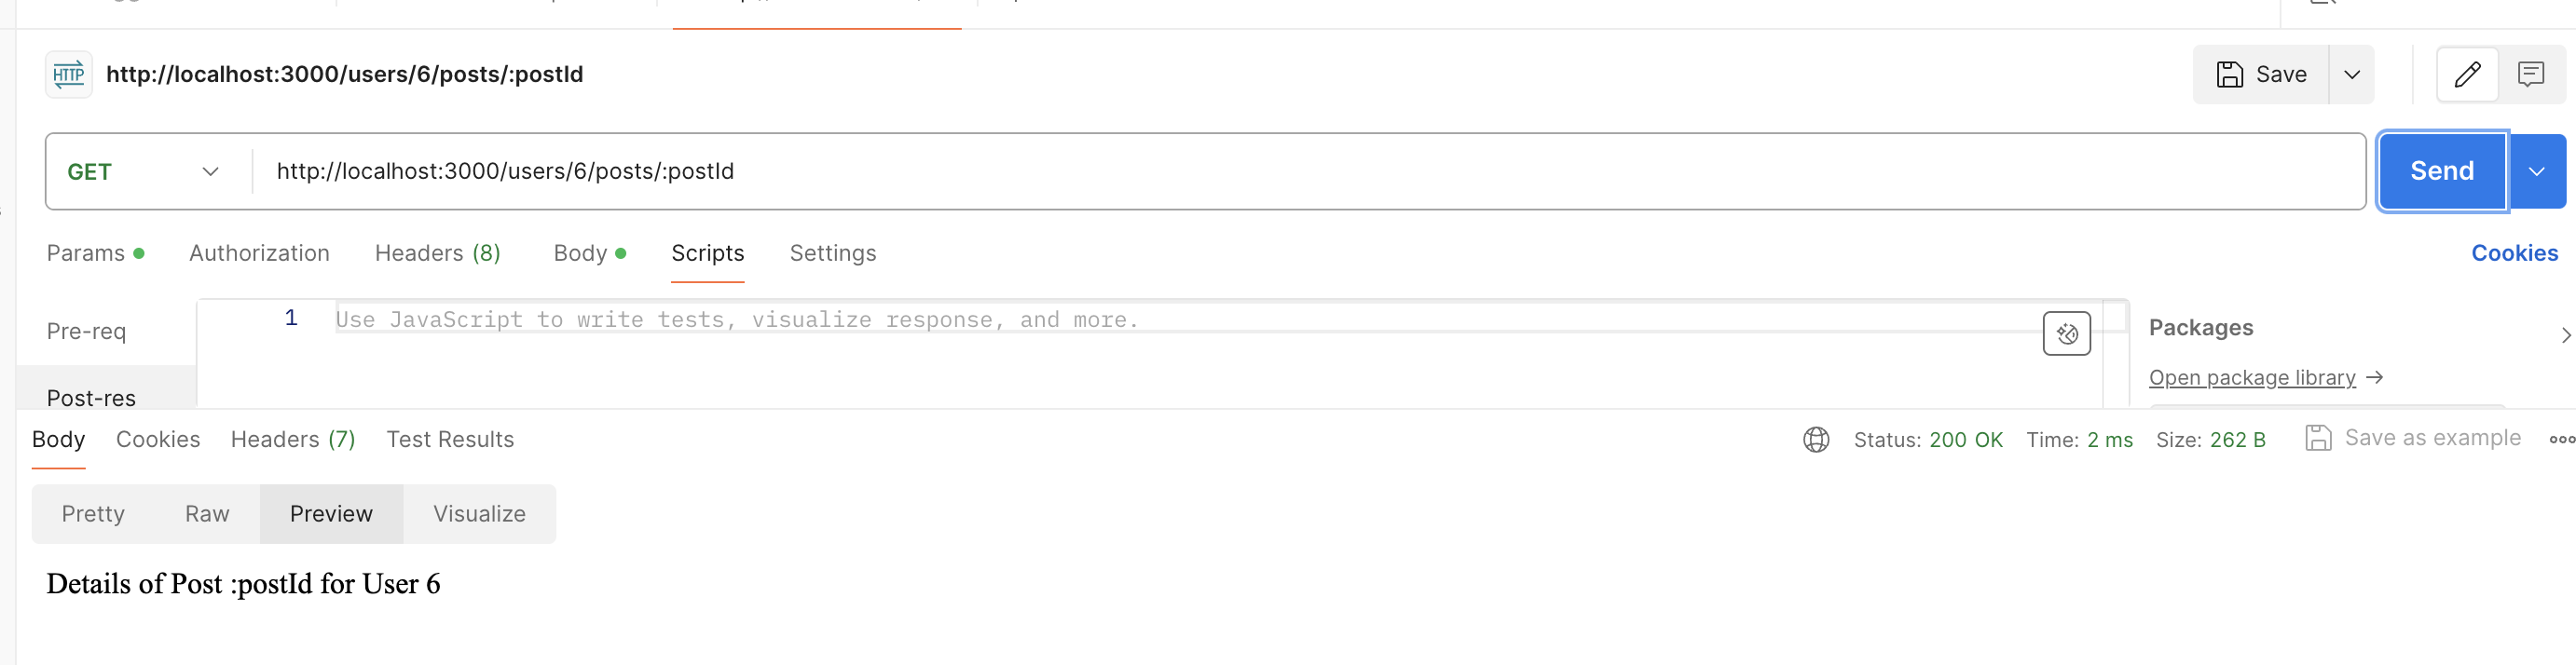 HTTP http://localhost:3000/users/6/posts/:postId Save
GET http://localhost:3000/users/6/posts/:postId Send
Params Authorization Headers (8) Body Scripts Settings Cookies
Pre-req
1 Use JavaScript to write tests, visualize response, and more.
Packages
Open package library →
Post-res
Body Cookies Headers (7) Test Results Status: 200 OK Time: 2 ms Size: 262 B Save as example
Pretty Raw Preview Visualize
Details of Post :postId for User 6